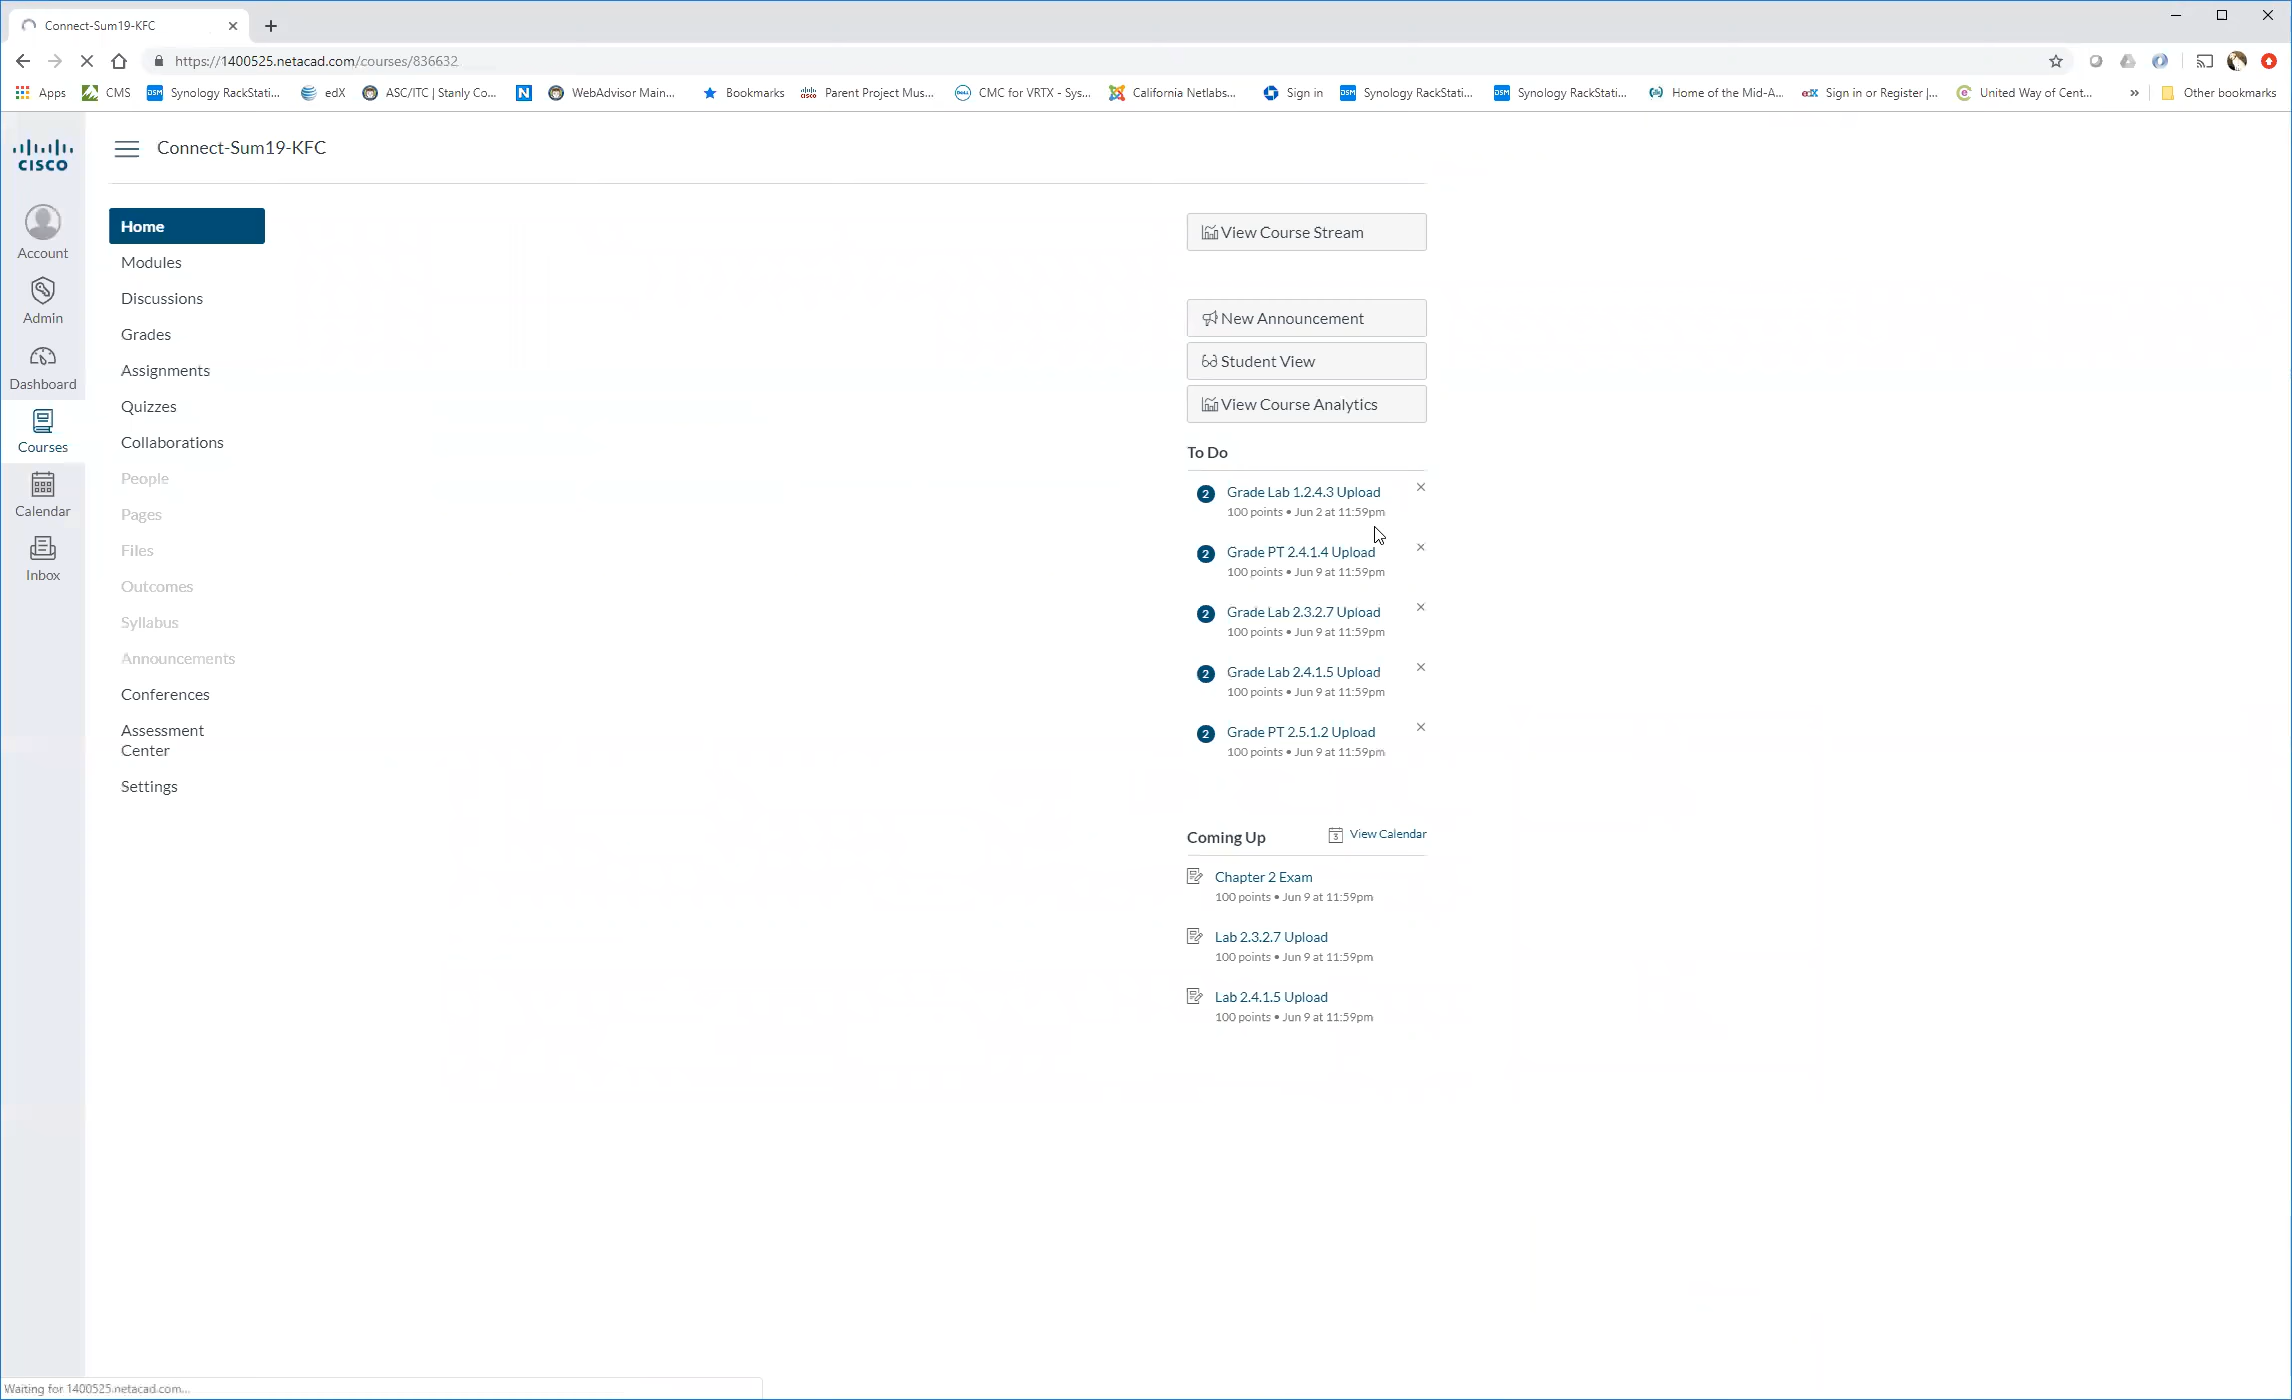 Connect-Sum19-KFC
https://1400525.netacad.com/courses/836632
Apps
CMS
Synology RackStati...
edX
ASC/ITC | Stanly Co...
WebAdvisor Main...
Bookmarks
Parent Project Mus...
CMC for VRTX - Sys...
California Netlabs...
Sign in
Synology RackStati...
Synology RackStati...
Home of the Mid-A...
Sign in or Register |...
United Way of Cent...
»
Other bookmarks
CISCO
Connect-Sum19-KFC
Account
Admin
Dashboard
Courses
Calendar
Inbox
Home
Modules
Discussions
Grades
Assignments
Quizzes
Collaborations
People
Pages
Files
Outcomes
Syllabus
Announcements
Conferences
Assessment
Center
Settings
View Course Stream
New Announcement
Student View
View Course Analytics
To Do
2 Grade Lab 1.2.4.3 Upload
100 points • Jun 2 at 11:59pm
2 Grade PT 2.4.1.4 Upload
100 points • Jun 9 at 11:59pm
2 Grade Lab 2.3.2.7 Upload
100 points • Jun 9 at 11:59pm
2 Grade Lab 2.4.1.5 Upload
100 points • Jun 9 at 11:59pm
2 Grade PT 2.5.1.2 Upload
100 points • Jun 9 at 11:59pm
Coming Up
3 View Calendar
Chapter 2 Exam
100 points • Jun 9 at 11:59pm
Lab 2.3.2.7 Upload
100 points • Jun 9 at 11:59pm
Lab 2.4.1.5 Upload
100 points • Jun 9 at 11:59pm
Waiting for 1400525.netacad.com...